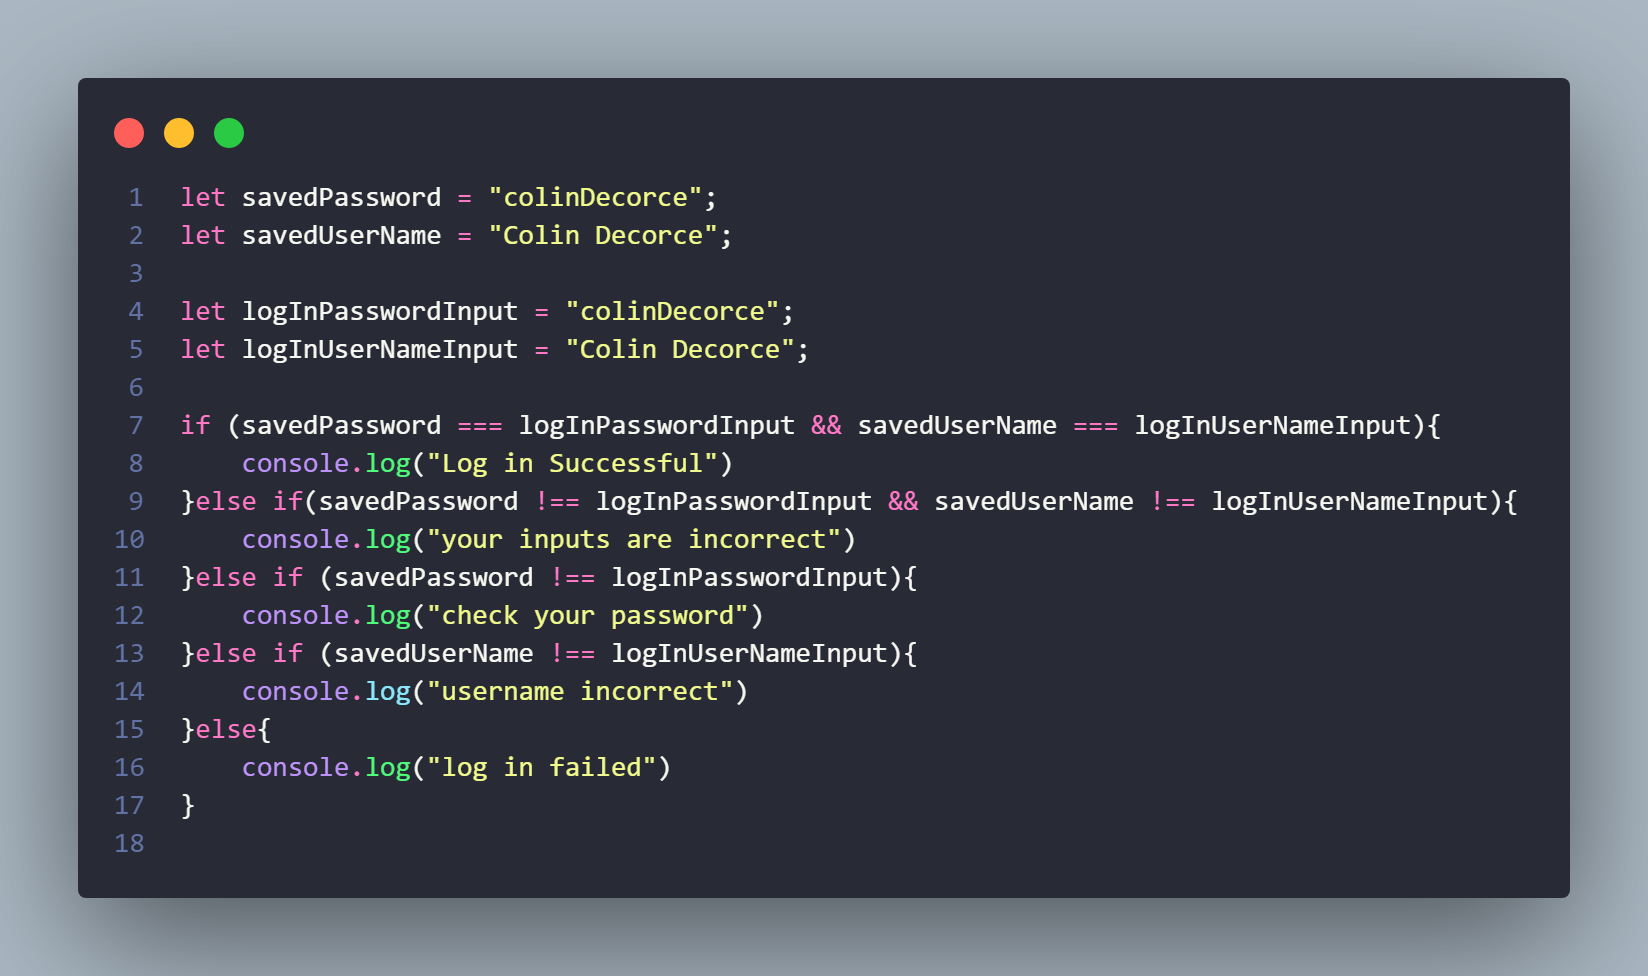 1 let savedPassword = "colinDecorce";
2 let savedUserName = "Colin Decorce";
3
4 let logInPasswordInput = "colinDecorce";
5 let logInUserNameInput = "Colin Decorce";
6
7 if (savedPassword === logInPasswordInput && savedUserName === logInUserNameInput){
8     console.log("Log in Successful")
9 }else if(savedPassword !== logInPasswordInput && savedUserName !== logInUserNameInput){
10     console.log("your inputs are incorrect")
11 }else if (savedPassword !== logInPasswordInput){
12     console.log("check your password")
13 }else if (savedUserName !== logInUserNameInput){
14     console.log("username incorrect")
15 }else{
16     console.log("log in failed")
17 }
18